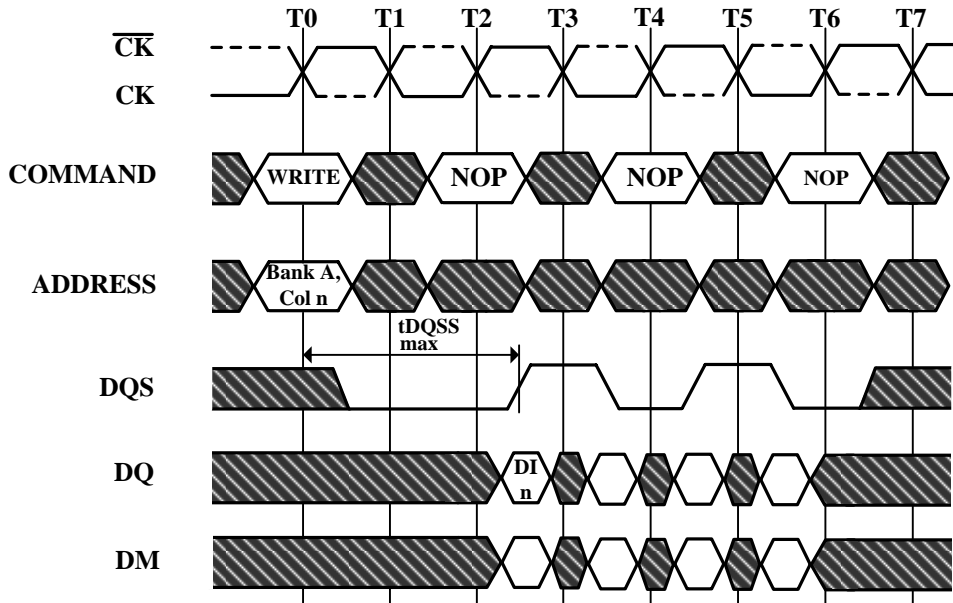 T0 T1 T2 T3 T4 T5 T6 T7
CK
CK
COMMAND WRITE NOP NOP NOP
ADDRESS Bank A,
Col n
tDQSS
max
DQS
DQ DI
n
DM